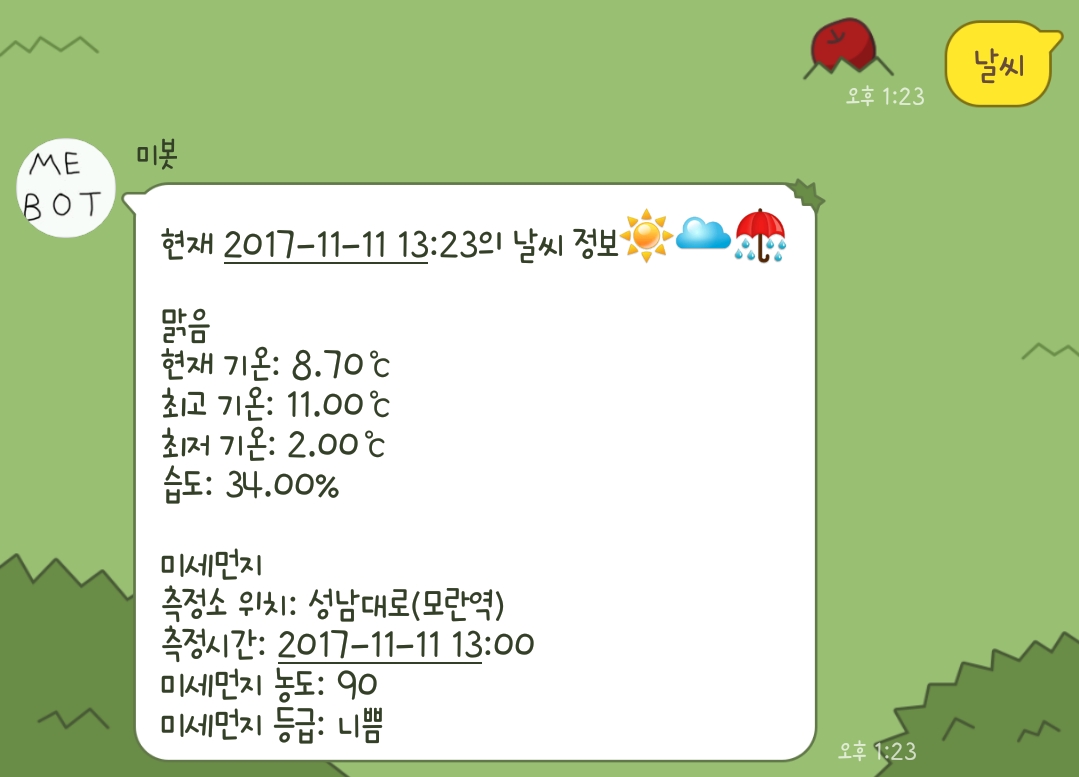 날씨
오후 1:23
ME
BOT
미봇
현재 2017-11-11 13:23의 날씨 정보☀️☁️☔
맑음
현재 기온: 8.70℃
최고 기온: 11.00℃
최저 기온: 2.00℃
습도: 34.00%
미세먼지
측정소 위치: 성남대로(모란역)
측정시간: 2017-11-11 13:00
미세먼지 농도: 90
미세먼지 등급: 니쁨
오후 1:23